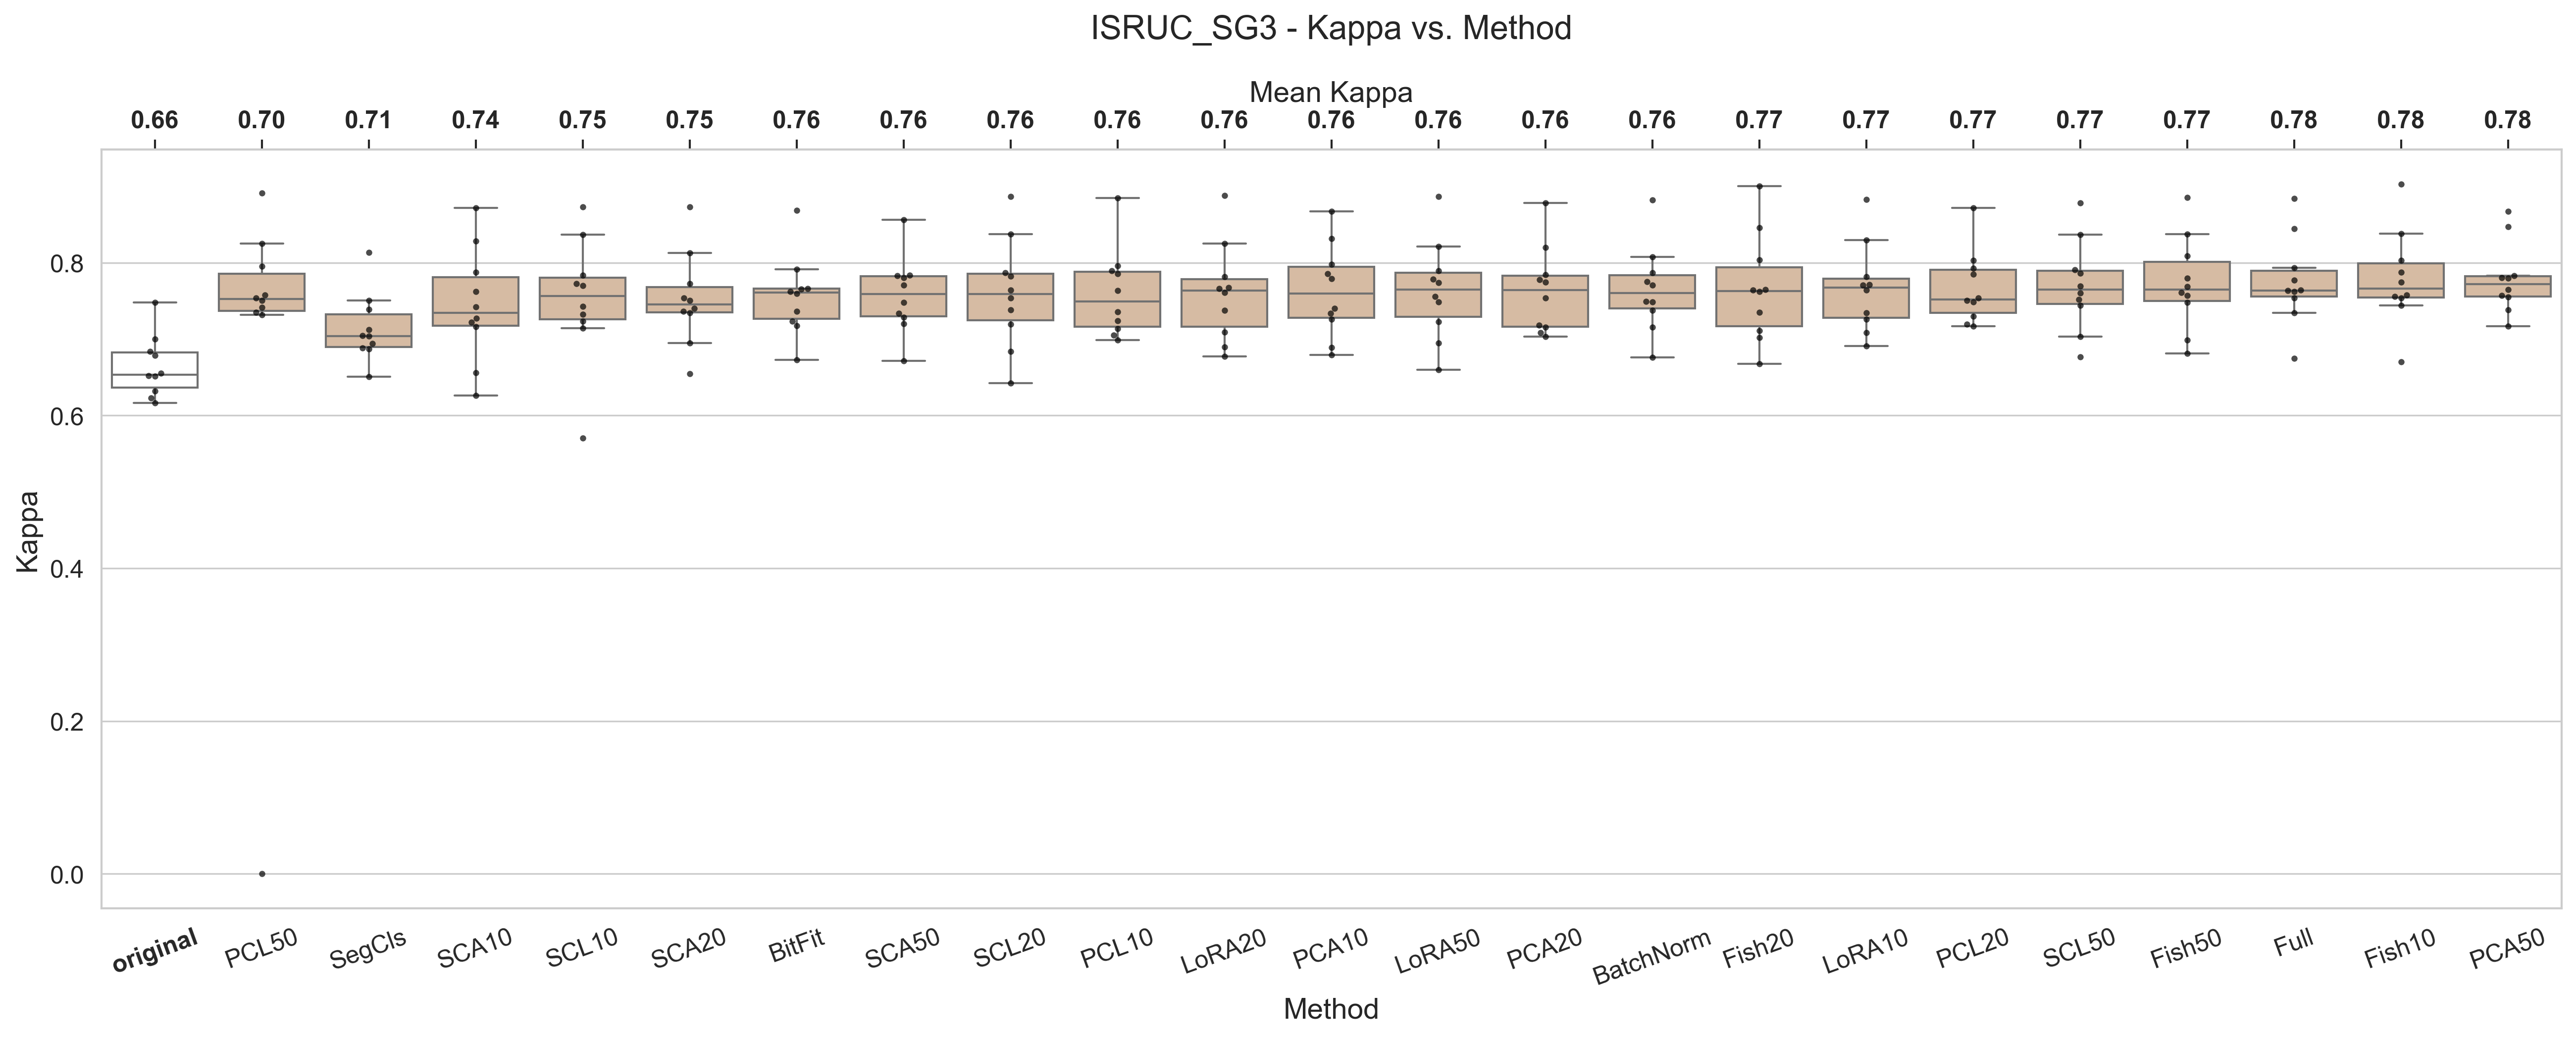 ISRUC_SG3 - Kappa vs. Method
Mean Kappa
0.66 0.70 0.71 0.74 0.75 0.75 0.76 0.76 0.76 0.76 0.76 0.76 0.76 0.76 0.76 0.77 0.77 0.77 0.77 0.77 0.78 0.78 0.78
Kappa
0.8
0.6
0.4
0.2
0.0
original PCL50 SegCls SCA10 SCL10 SCA20 BitFit SCA50 SCL20 PCL10 LoRA20 PCA10 LoRA50 PCA20 BatchNorm Fish20 LoRA10 PCL20 SCL50 Fish50 Full Fish10 PCA50
Method